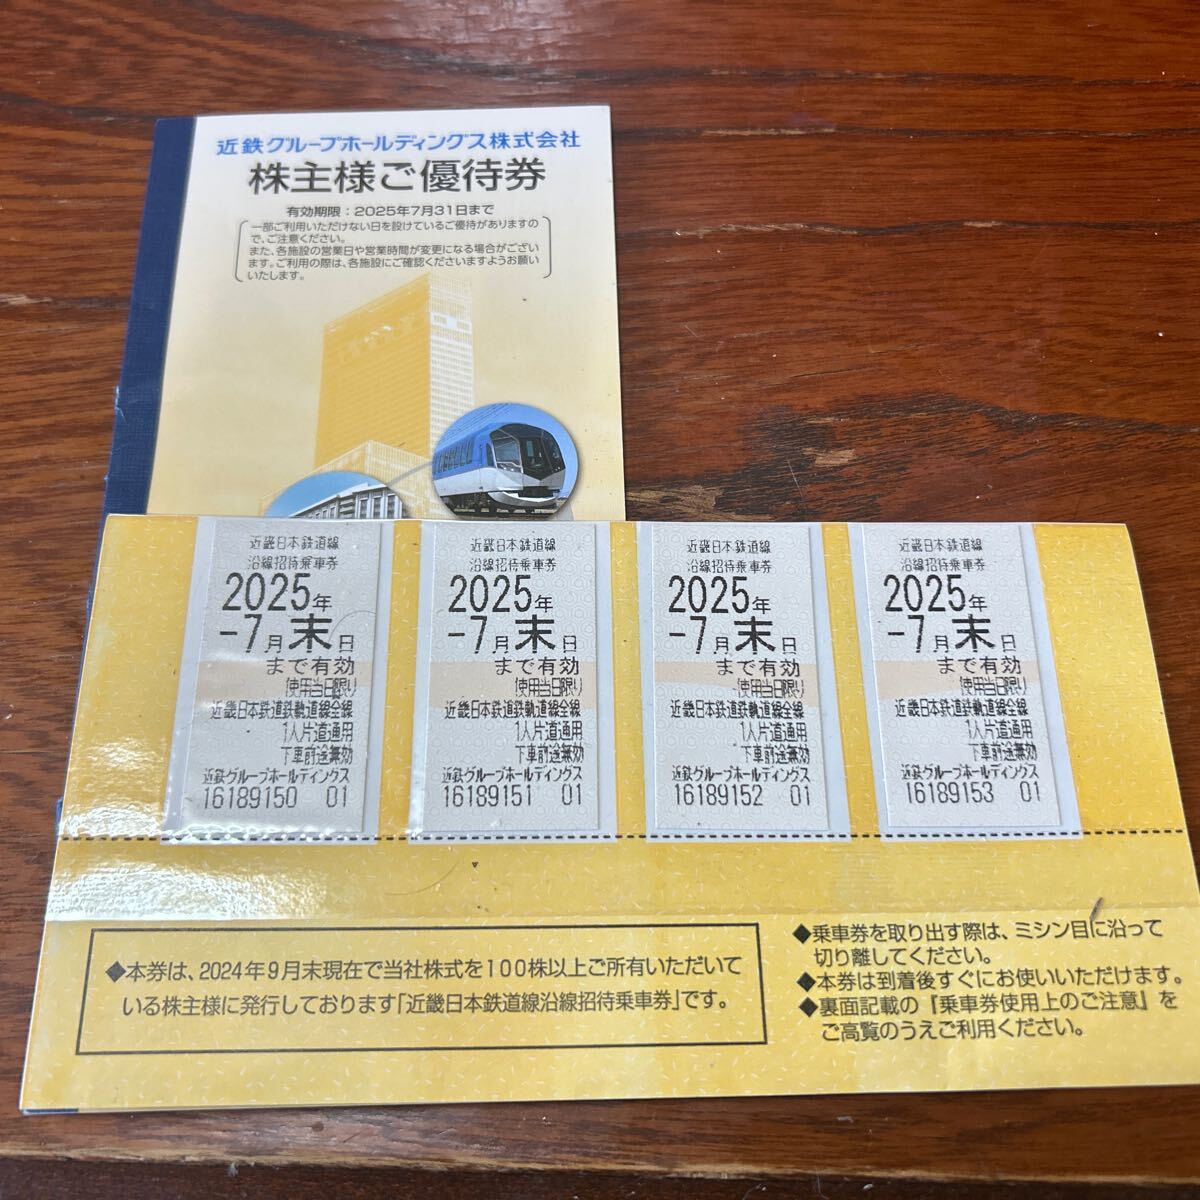 近鉄グループホールディングス株式会社
株主様ご優待券
有効期限：2025年7月31日まで
一部ご利用いただけない日を設けているご優待がありますの
で、ご注意ください。
また、各施設の営業日や営業時間が変更になる場合がござい
ます。ご利用の際は、各施設にご確認くださいますようお願い
いたします。
近畿日本鉄道線
沿線招待乗車券
2025年
-7月末日
まで有効
使用当日限り
近畿日本鉄道鉄軌道線全線
1人片道通用
下車前途無効
近鉄グループホールディングス
16189150 01
近畿日本鉄道線
沿線招待乗車券
2025年
-7月末日
まで有効
使用当日限り
近畿日本鉄道鉄軌道線全線
1人片道通用
下車前途無効
近鉄グループホールディングス
16189151 01
近畿日本鉄道線
沿線招待乗車券
2025年
-7月末日
まで有効
使用当日限り
近畿日本鉄道鉄軌道線全線
1人片道通用
下車前途無効
近鉄グループホールディングス
16189152 01
近畿日本鉄道線
沿線招待乗車券
2025年
-7月末日
まで有効
使用当日限り
近畿日本鉄道鉄軌道線全線
1人片道通用
下車前途無効
近鉄グループホールディングス
16189153 01
◆本券は、2024年9月末現在で当社株式を100株以上ご所有いただいて
いる株主様に発行しております「近畿日本鉄道線沿線招待乗車券」です。
◆乗車券を取り出す際は、ミシン目に沿って
切り離してください。
◆本券は到着後すぐにお使いいただけます。
◆裏面記載の『乗車券使用上のご注意』を
ご高覧のうえご利用ください。